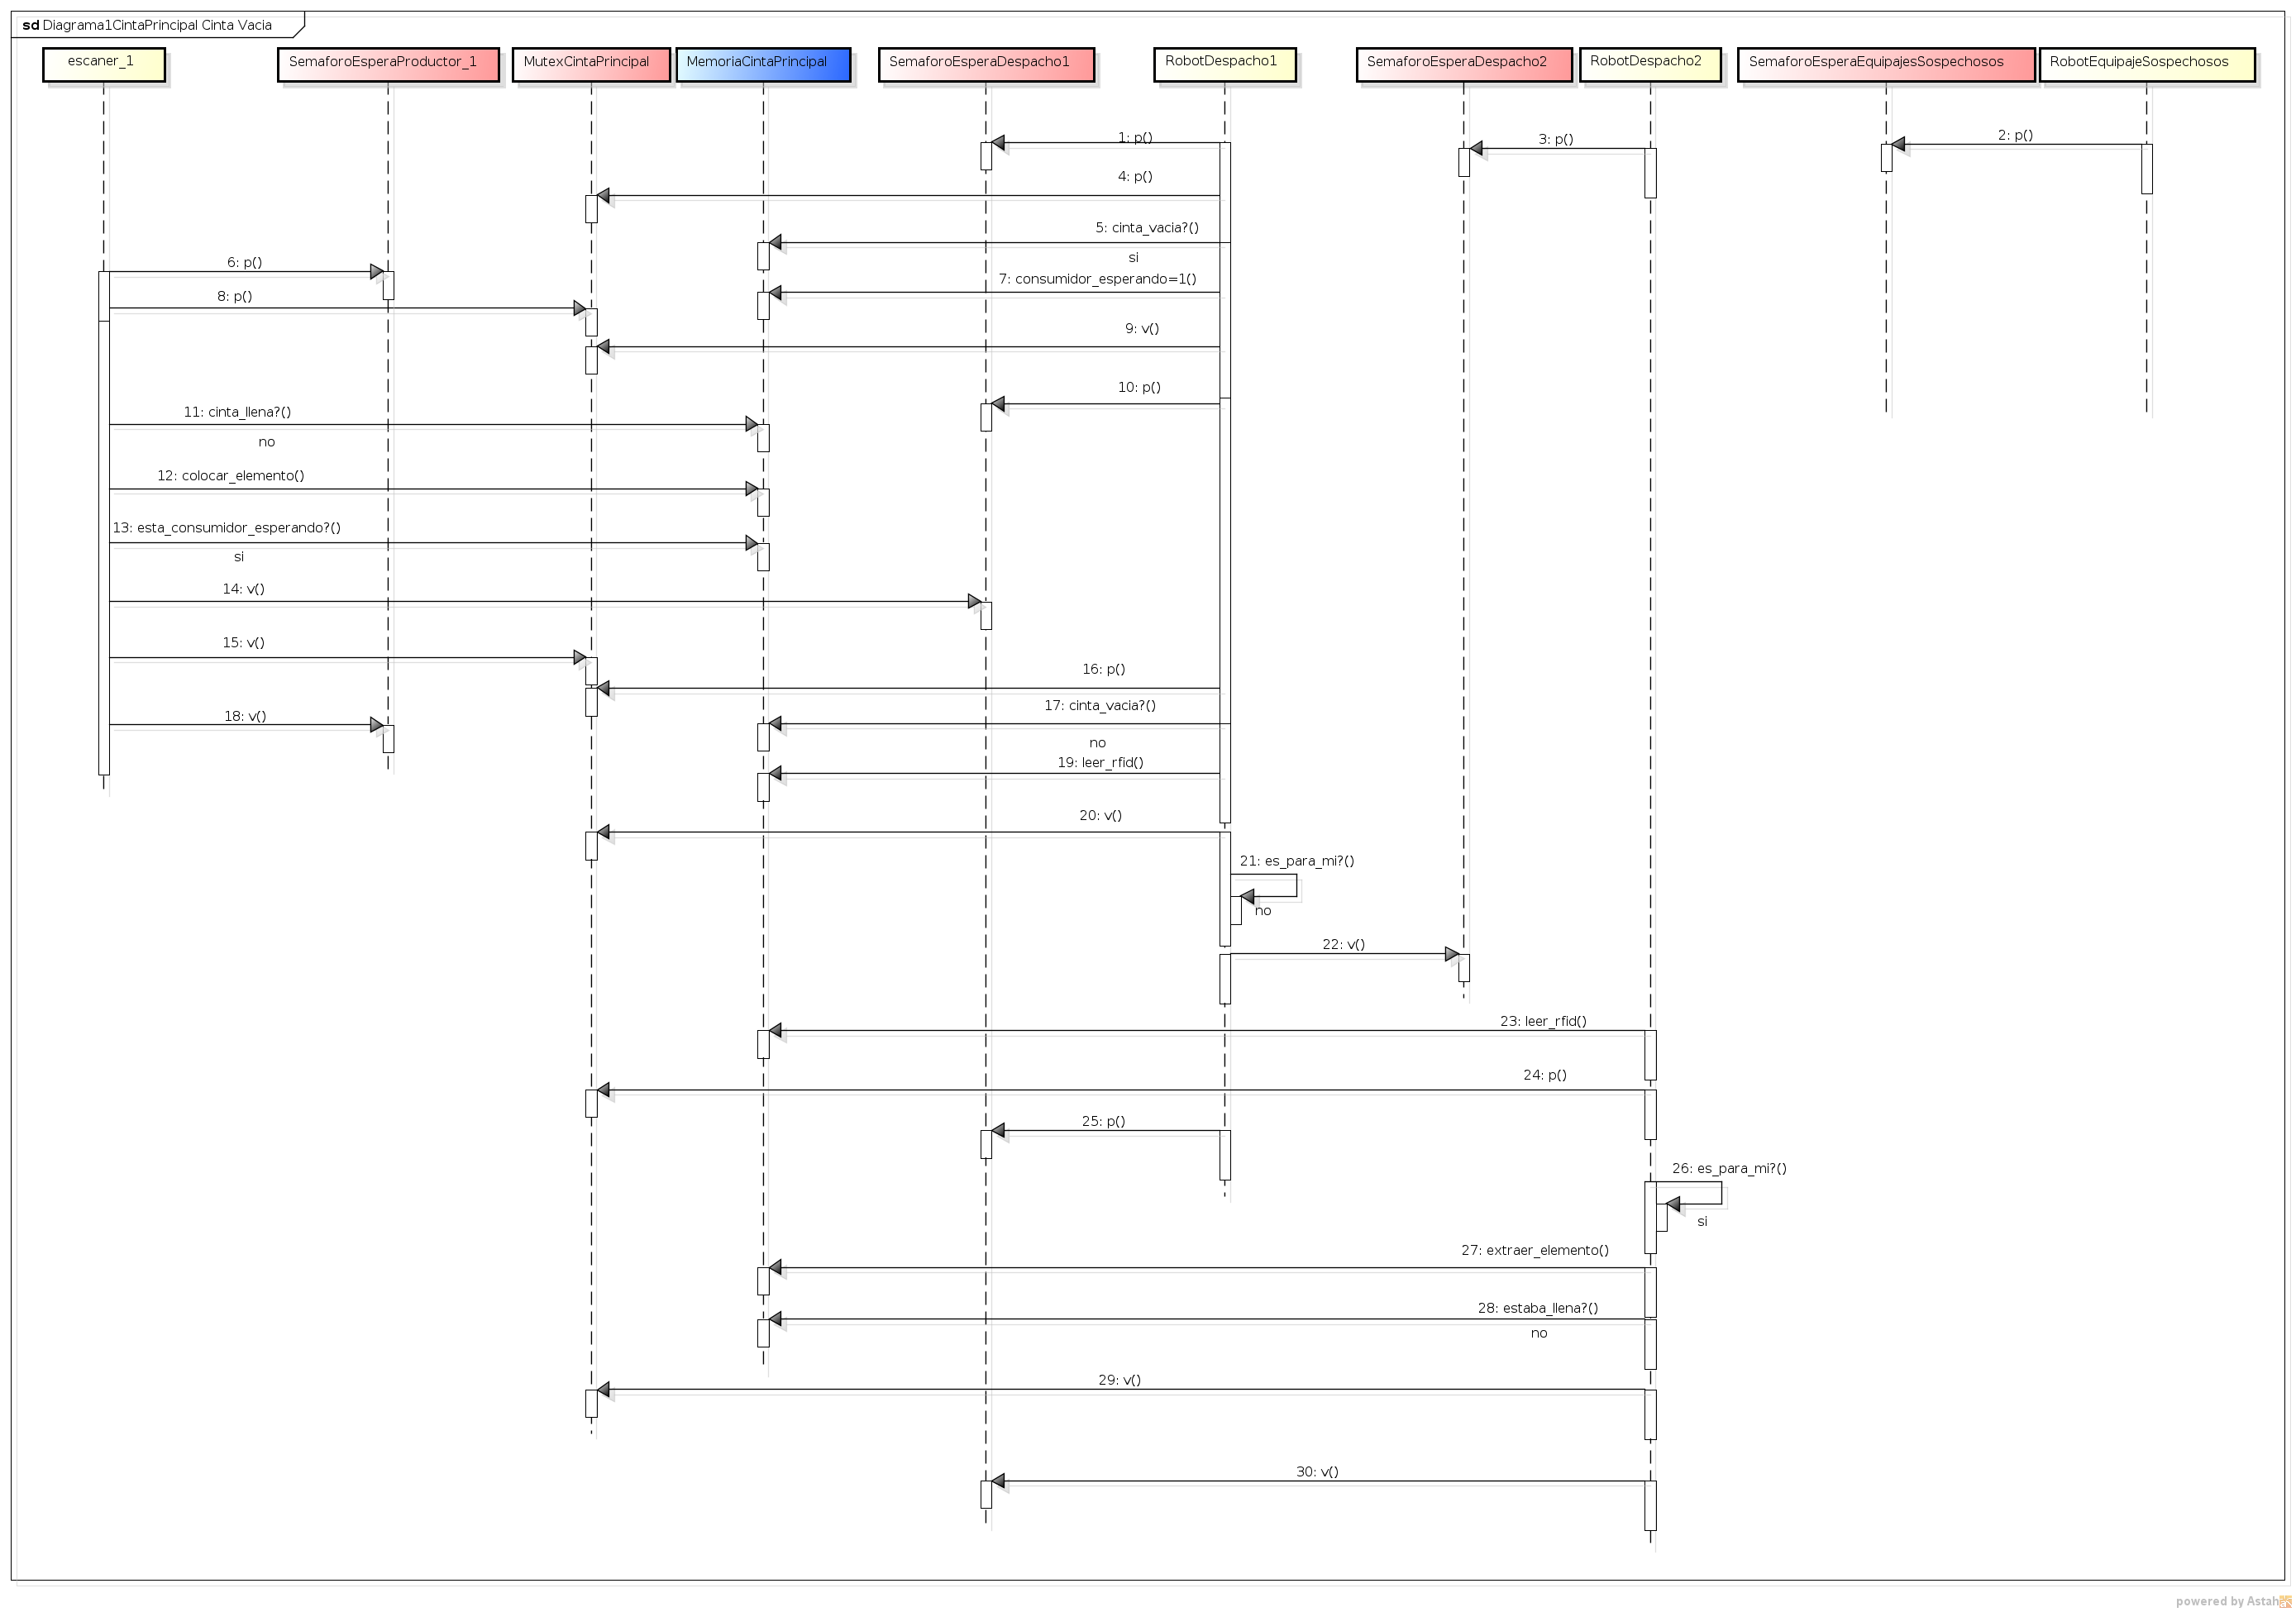 sd Diagrama1CintaPrincipal Cinta Vacia
escaner_1
SemaforoEsperaProductor_1
MutexCintaPrincipal
MemoriaCintaPrincipal
SemaforoEsperaDespacho1
RobotDespacho1
SemaforoEsperaDespacho2
RobotDespacho2
SemaforoEsperaEquipajesSospechosos
RobotEquipajeSospechosos
1: p()
3: p()
2: p()
4: p()
5: cinta_vacia?()
si
6: p()
7: consumidor_esperando=1()
8: p()
9: v()
10: p()
11: cinta_llena?()
no
12: colocar_elemento()
13: esta_consumidor_esperando?()
si
14: v()
15: v()
16: p()
17: cinta_vacia?()
18: v()
no
19: leer_rfid()
20: v()
21: es_para_mi?()
no
22: v()
23: leer_rfid()
24: p()
25: p()
26: es_para_mi?()
si
27: extraer_elemento()
28: estaba_llena?()
no
29: v()
30: v()
powered by Astah